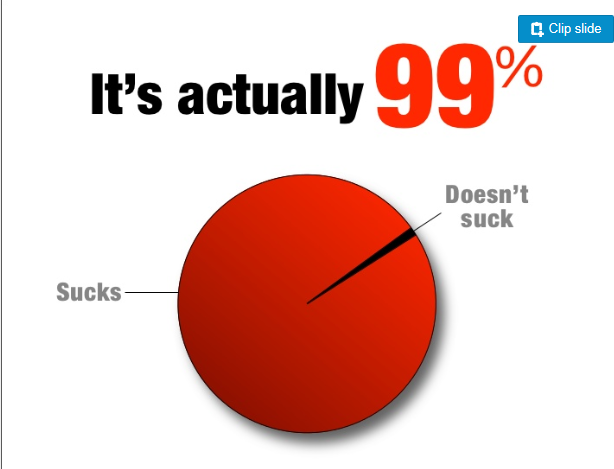 Clip slide
It's actually 99%
Doesn't
suck
Sucks